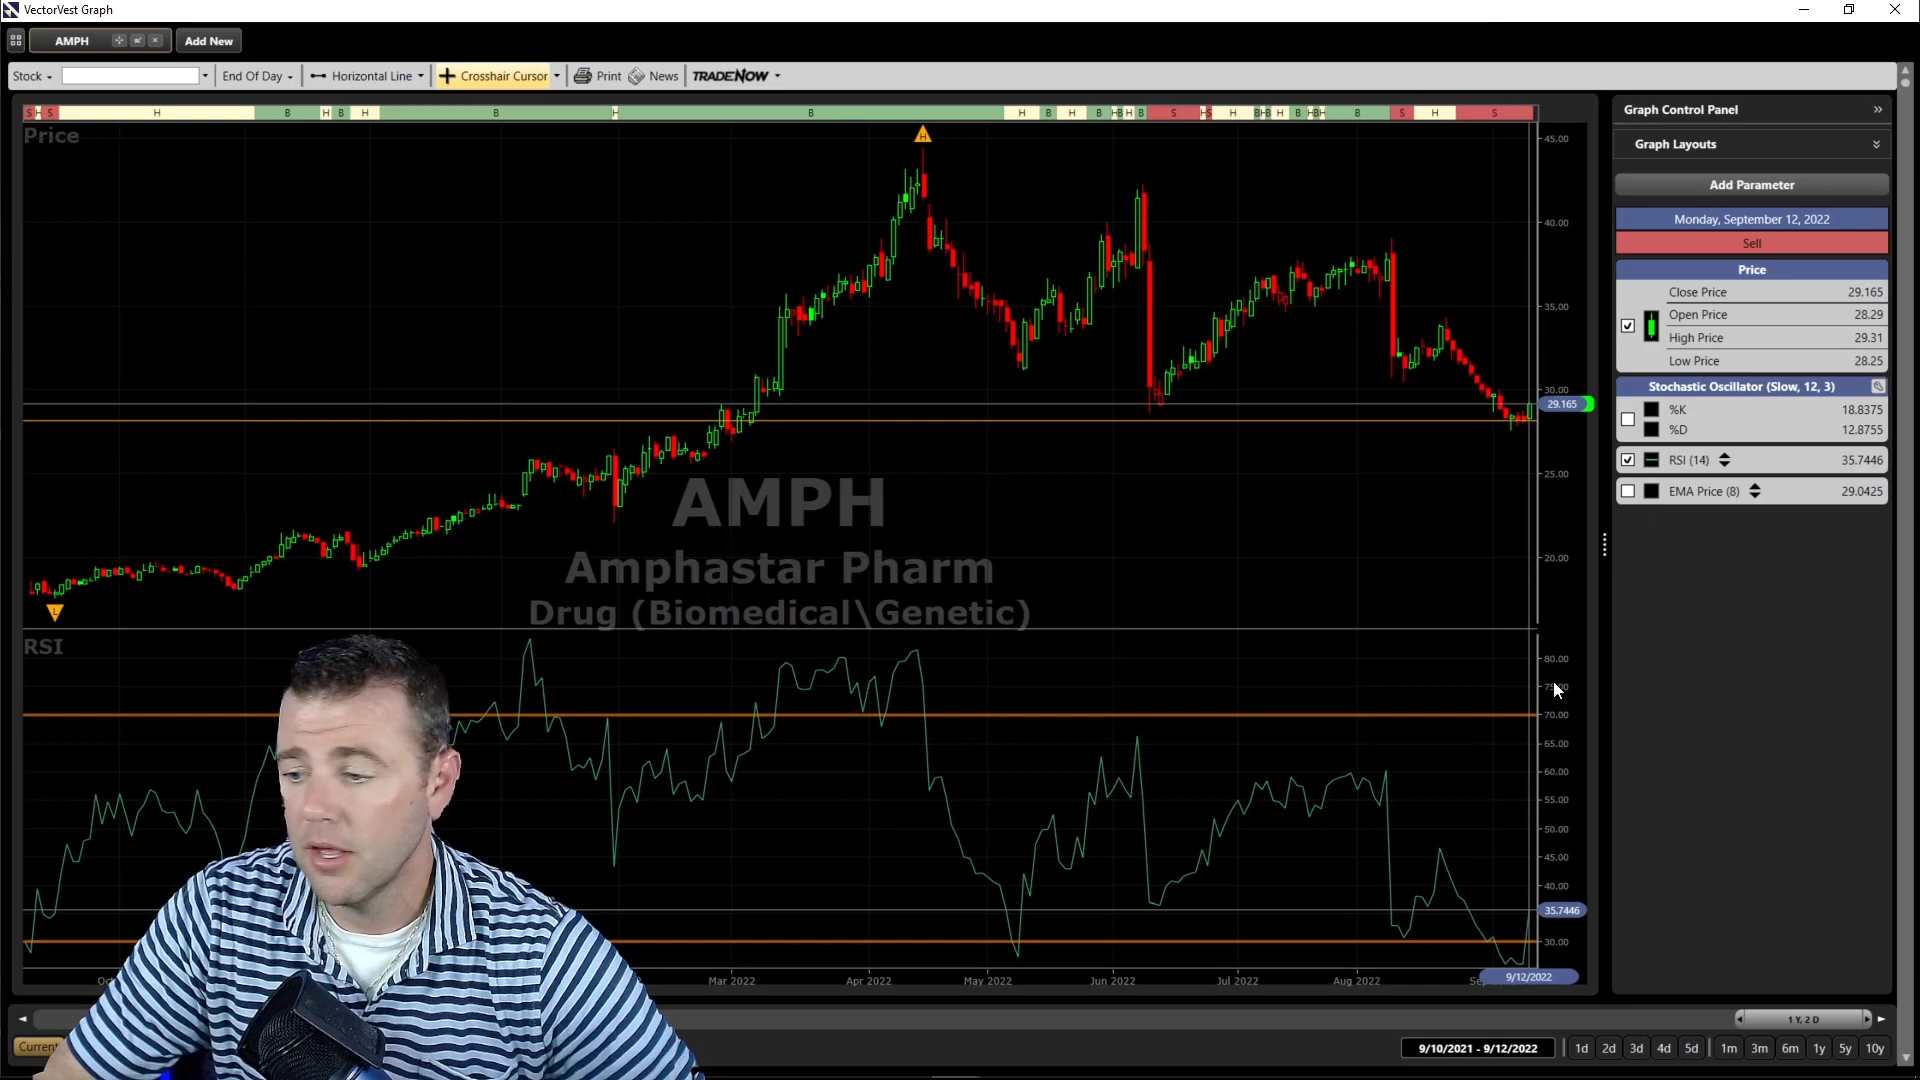 VectorVest Graph
AMPH
Add New
Stock
End Of Day
Horizontal Line
Crosshair Cursor
Print
News
TRADENOW
S H S H B H B H B H B H B H B H B H B S H S H B H B H B H B H B S H S
Price
45.00
40.00
35.00
30.00
29.165
25.00
20.00
H
L
AMPH
Amphastar Pharm
Drug (Biomedical\Genetic)
RSI
80.00
75.00
70.00
65.00
60.00
55.00
50.00
45.00
40.00
35.7446
30.00
Mar 2022
Apr 2022
May 2022
Jun 2022
Jul 2022
Aug 2022
9/12/2022
1 Y, 2 D
Current
9/10/2021 - 9/12/2022
1d 2d 3d 4d 5d 1m 3m 6m 1y 5y 10y
Graph Control Panel
Graph Layouts
Add Parameter
Monday, September 12, 2022
Sell
Price
Close Price 29.165
Open Price 28.29
High Price 29.31
Low Price 28.25
Stochastic Oscillator (Slow, 12, 3)
%K 18.8375
%D 12.8755
RSI (14) 35.7446
EMA Price (8) 29.0425